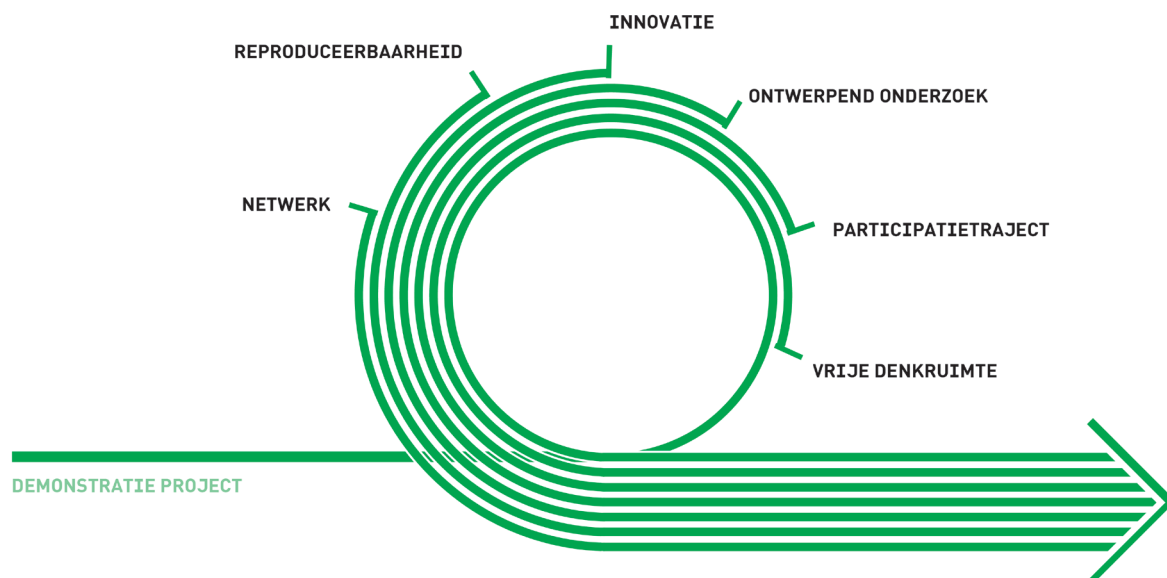 INNOVATIE
REPRODUCEERBAARHEID
ONTWERPEND ONDERZOEK
NETWERK
PARTICIPATIETRAJECT
VRIJE DENKRUIMTE
DEMONSTRATIE PROJECT